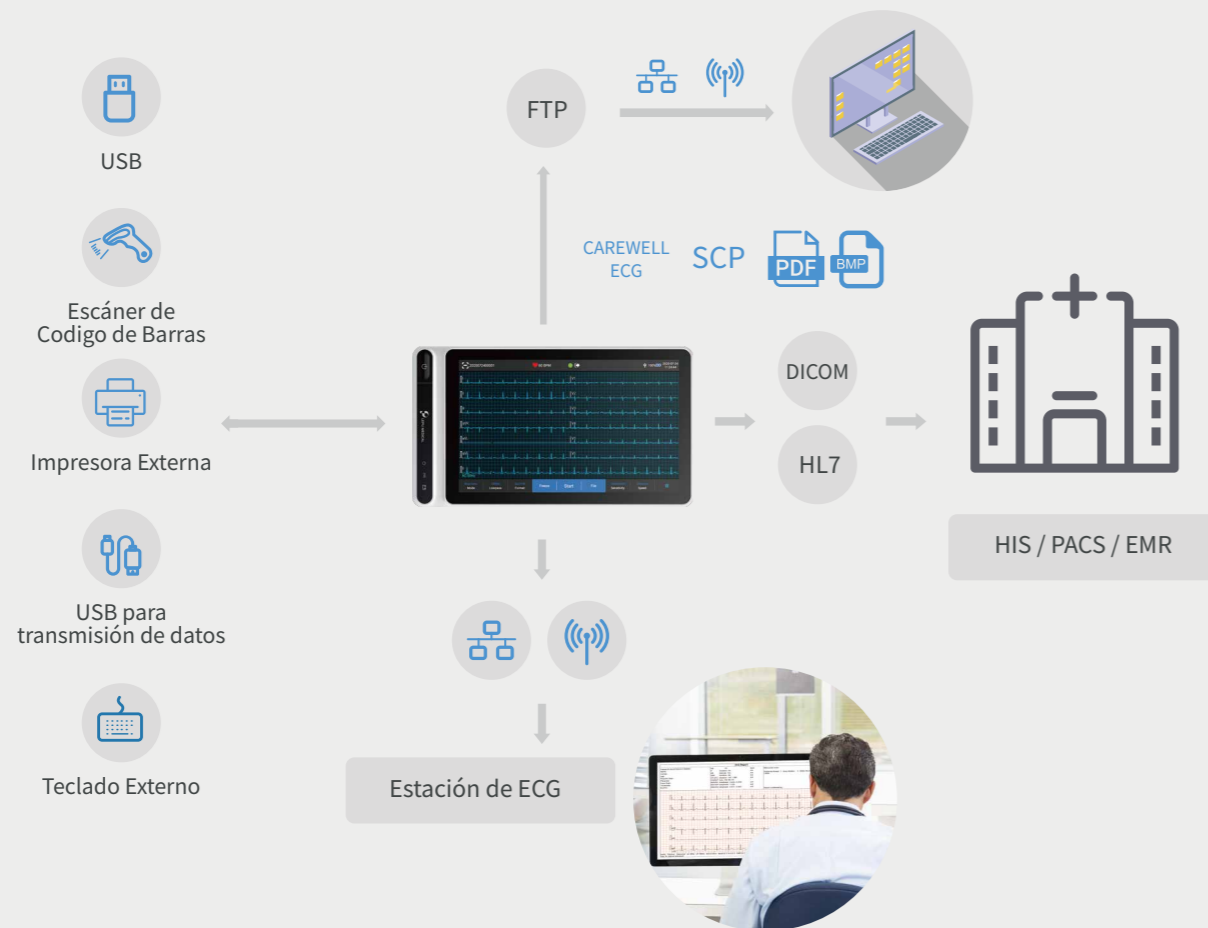 USB
Escáner de
Codigo de Barras
Impresora Externa
USB para
transmisión de datos
Teclado Externo
FTP
CAREWELL
ECG
SCP
PDF
BMP
DICOM
HL7
HIS / PACS / EMR
Estación de ECG